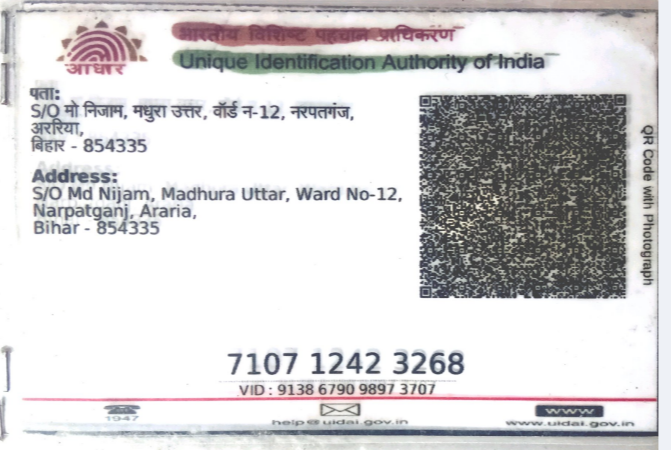 भारतीय विशिष्ट पहचान प्राधिकरण
Unique Identification Authority of India
आधार
पता:
S/O मो निजाम, मधुरा उत्तर, वॉर्ड न-12, नरपतगंज,
अररिया,
बिहार - 854335
Address:
S/O Md Nijam, Madhura Uttar, Ward No-12,
Narpatganj, Araria,
Bihar - 854335
QR Code with Photograph
7107 1242 3268
VID : 9138 6790 9897 3707
1947
help@uidai.gov.in
www
www.uidai.gov.in